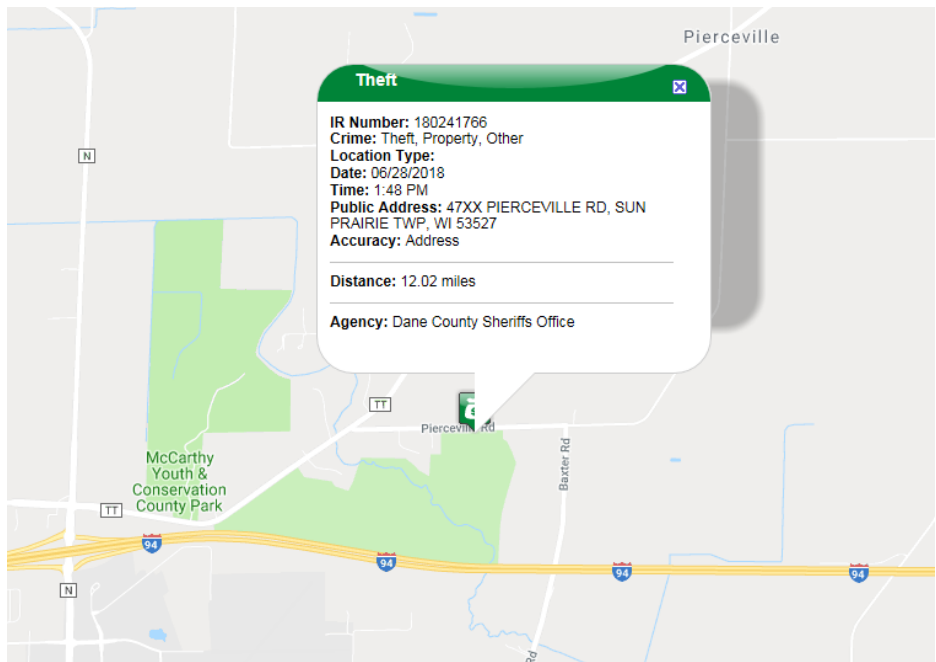 Pierceville
Theft
IR Number: 180241766
Crime: Theft, Property, Other
Location Type:
Date: 06/28/2018
Time: 1:48 PM
Public Address: 47XX PIERCEVILLE RD, SUN
PRAIRIE TWP, WI 53527
Accuracy: Address
Distance: 12.02 miles
Agency: Dane County Sheriffs Office
N
TT
Pierceville Rd
Baxter Rd
McCarthy
Youth &
Conservation
County Park
TT
94
94
94
94
N
Rd